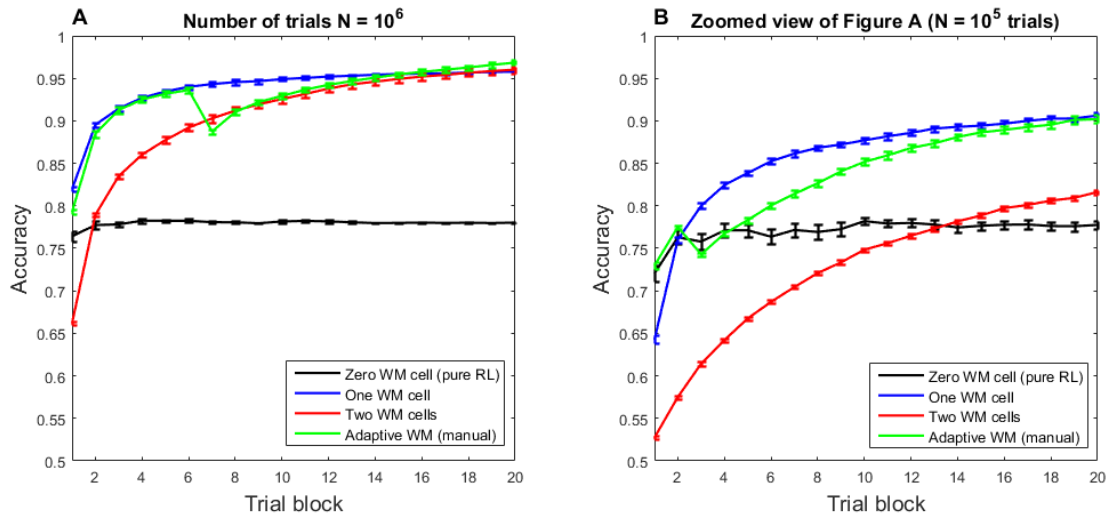 A
Number of trials N = 10^6
Accuracy
1
0.95
0.9
0.85
0.8
0.75
0.7
0.65
0.6
0.55
0.5
Zero WM cell (pure RL)
One WM cell
Two WM cells
Adaptive WM (manual)
2 4 6 8 10 12 14 16 18 20
Trial block
B
Zoomed view of Figure A (N = 10^5 trials)
Accuracy
1
0.95
0.9
0.85
0.8
0.75
0.7
0.65
0.6
0.55
0.5
Zero WM cell (pure RL)
One WM cell
Two WM cells
Adaptive WM (manual)
2 4 6 8 10 12 14 16 18 20
Trial block